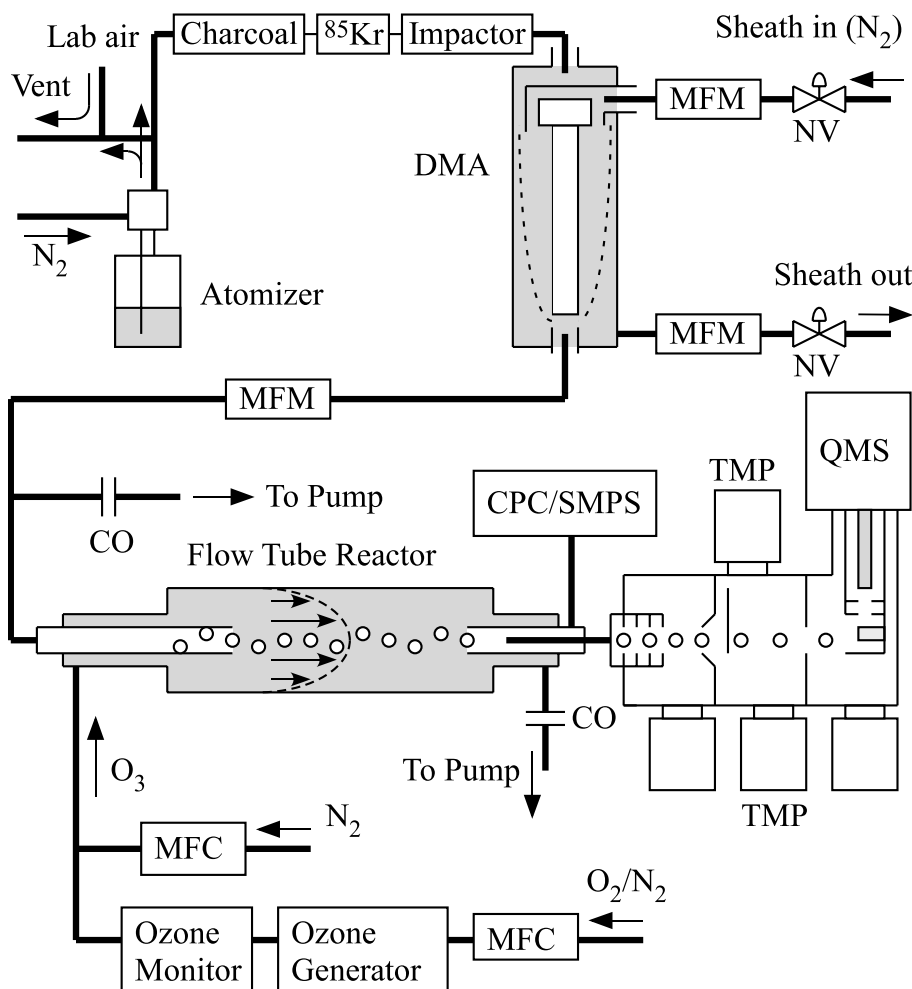 Lab air
Charcoal
⁸⁵Kr
Impactor
Sheath in (N₂)
Vent
MFM
NV
DMA
N₂
Atomizer
Sheath out
MFM
NV
MFM
QMS
TMP
To Pump
CPC/SMPS
CO
Flow Tube Reactor
CO
To Pump
O₃
TMP
N₂
MFC
O₂/N₂
Ozone
Monitor
Ozone
Generator
MFC